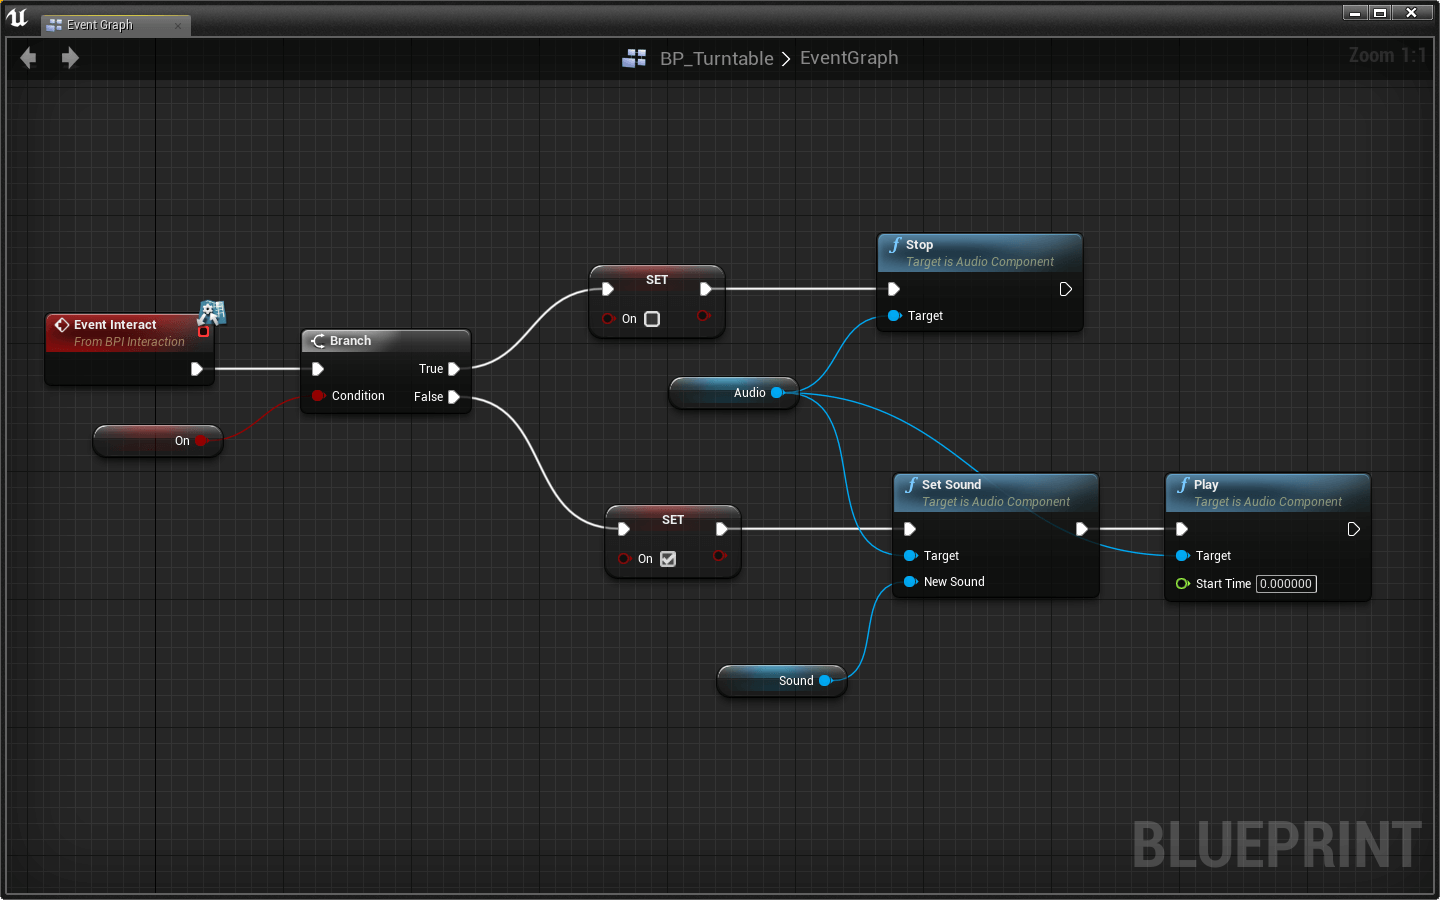 Event Graph
BP_Turntable > EventGraph
Zoom 1:1
Event Interact
From BPI Interaction
On
Branch
True
Condition
False
SET
On
Stop
Target is Audio Component
Target
Audio
SET
On
Set Sound
Target is Audio Component
Target
New Sound
Play
Target is Audio Component
Target
Start Time 0.000000
Sound
BLUEPRINT